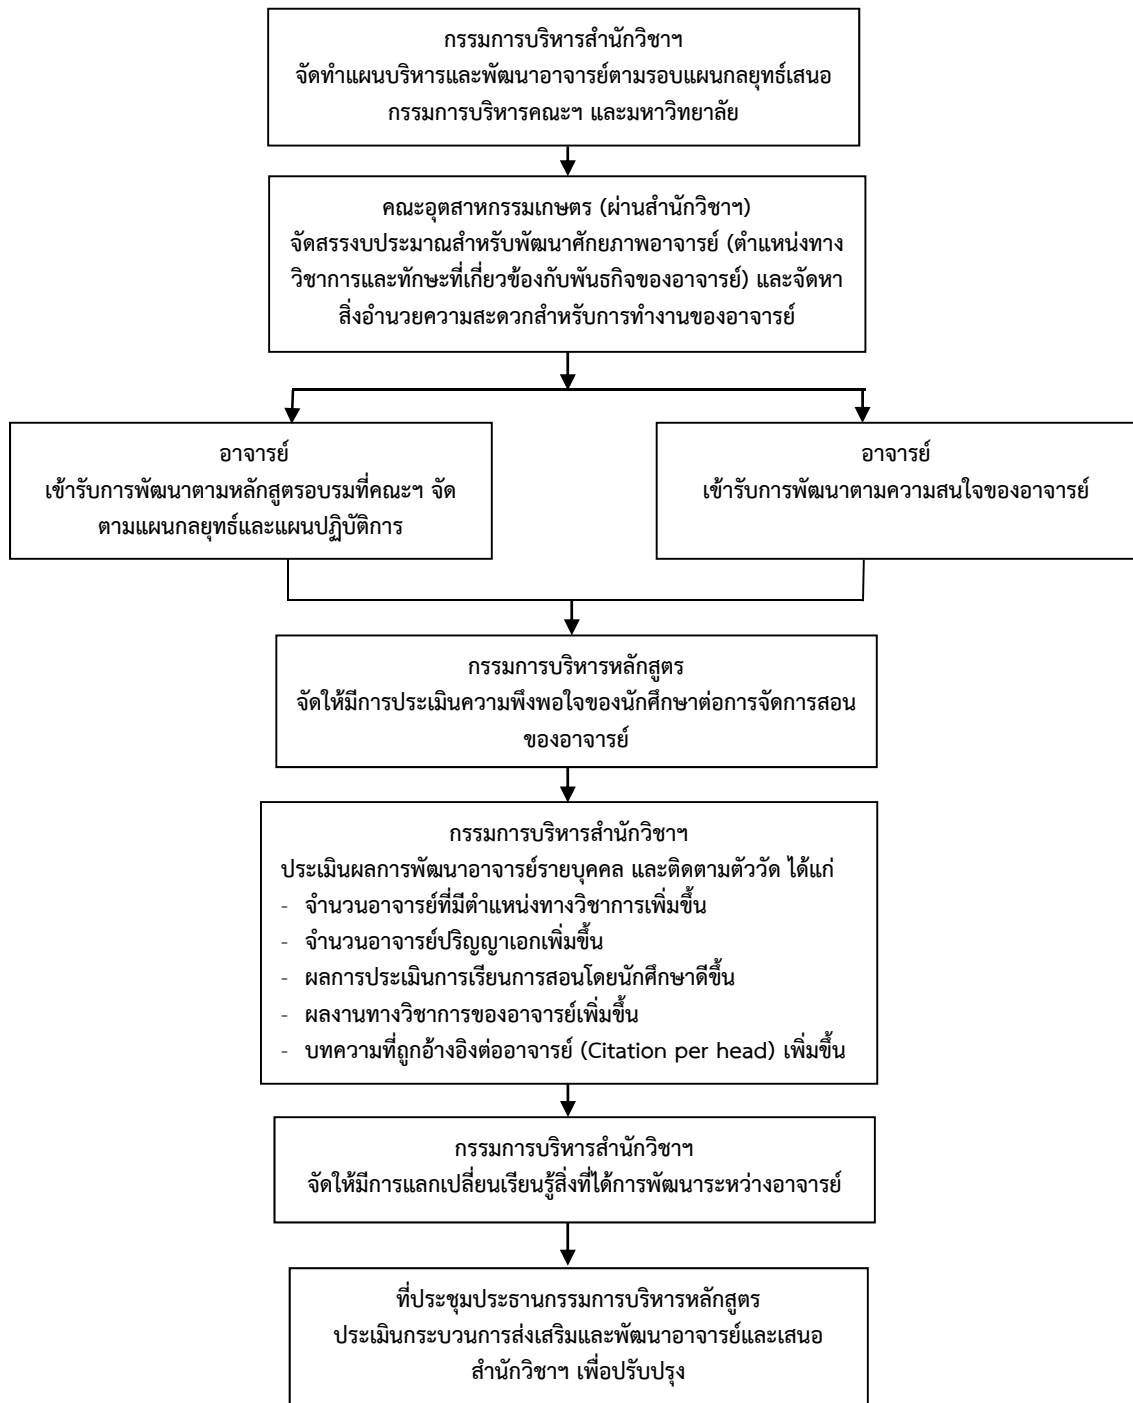 กรรมการบริหารสำนักวิชาฯ
จัดทำแผนบริหารและพัฒนาอาจารย์ตามรอบแผนกลยุทธ์เสนอ
กรรมการบริหารคณะฯ และมหาวิทยาลัย
คณะอุตสาหกรรมเกษตร (ผ่านสำนักวิชาฯ)
จัดสรรงบประมาณสำหรับพัฒนาศักยภาพอาจารย์ (ตำแหน่งทาง
วิชาการและทักษะที่เกี่ยวข้องกับพันธกิจของอาจารย์) และจัดหา
สิ่งอำนวยความสะดวกสำหรับการทำงานของอาจารย์
อาจารย์
เข้ารับการพัฒนาตามหลักสูตรอบรมที่คณะฯ จัด
ตามแผนกลยุทธ์และแผนปฏิบัติการ
อาจารย์
เข้ารับการพัฒนาตามความสนใจของอาจารย์
กรรมการบริหารหลักสูตร
จัดให้มีการประเมินความพึงพอใจของนักศึกษาต่อการจัดการสอน
ของอาจารย์
กรรมการบริหารสำนักวิชาฯ
ประเมินผลการพัฒนาอาจารย์รายบุคคล และติดตามตัววัด ได้แก่
- จำนวนอาจารย์ที่มีตำแหน่งทางวิชาการเพิ่มขึ้น
- จำนวนอาจารย์ปริญญาเอกเพิ่มขึ้น
- ผลการประเมินการเรียนการสอนโดยนักศึกษาดีขึ้น
- ผลงานทางวิชาการของอาจารย์เพิ่มขึ้น
- บทความที่ถูกอ้างอิงต่ออาจารย์ (Citation per head) เพิ่มขึ้น
กรรมการบริหารสำนักวิชาฯ
จัดให้มีการแลกเปลี่ยนเรียนรู้สิ่งที่ได้การพัฒนาระหว่างอาจารย์
ที่ประชุมประธานกรรมการบริหารหลักสูตร
ประเมินกระบวนการส่งเสริมและพัฒนาอาจารย์และเสนอ
สำนักวิชาฯ เพื่อปรับปรุง